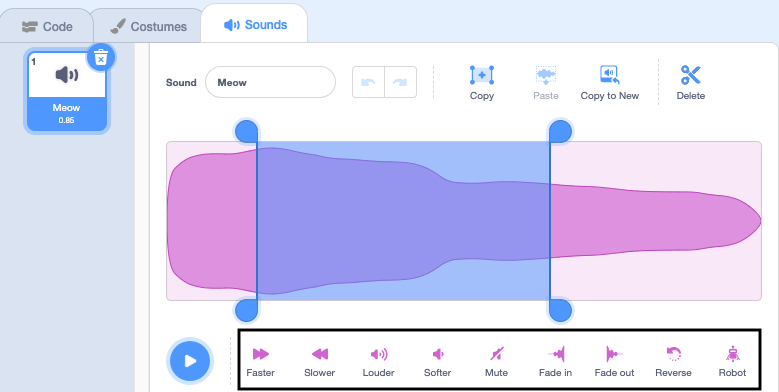 Code Costumes Sounds
1
Meow
0.85
Sound Meow
Copy Paste Copy to New Delete
Faster Slower Louder Softer Mute Fade in Fade out Reverse Robot